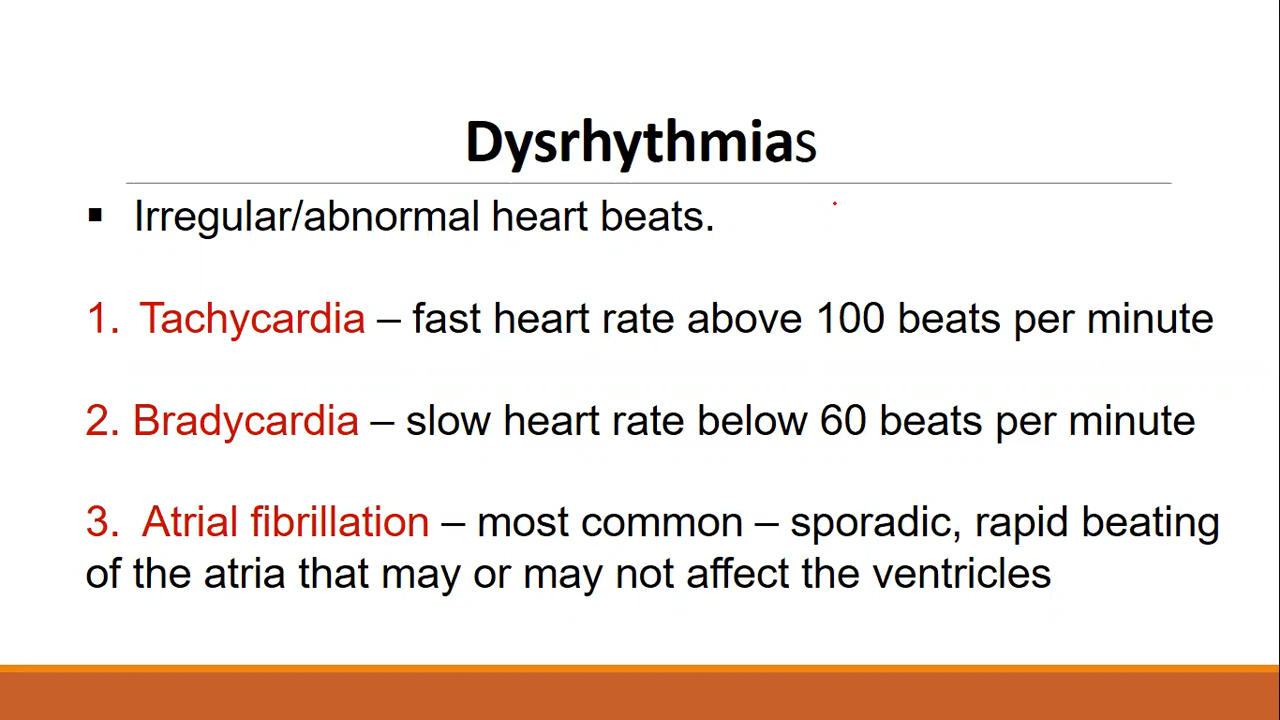 Dysrhythmias
▪ Irregular/abnormal heart beats.
1. Tachycardia – fast heart rate above 100 beats per minute
2. Bradycardia – slow heart rate below 60 beats per minute
3. Atrial fibrillation – most common – sporadic, rapid beating
of the atria that may or may not affect the ventricles